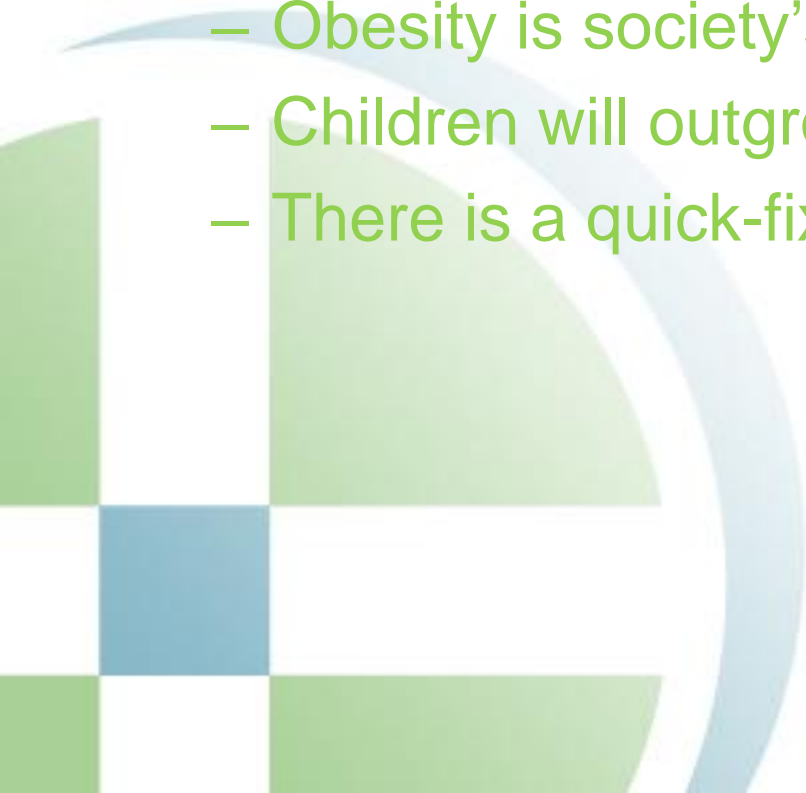 – Obesity is society’
– Children will outgr
– There is a quick-fi